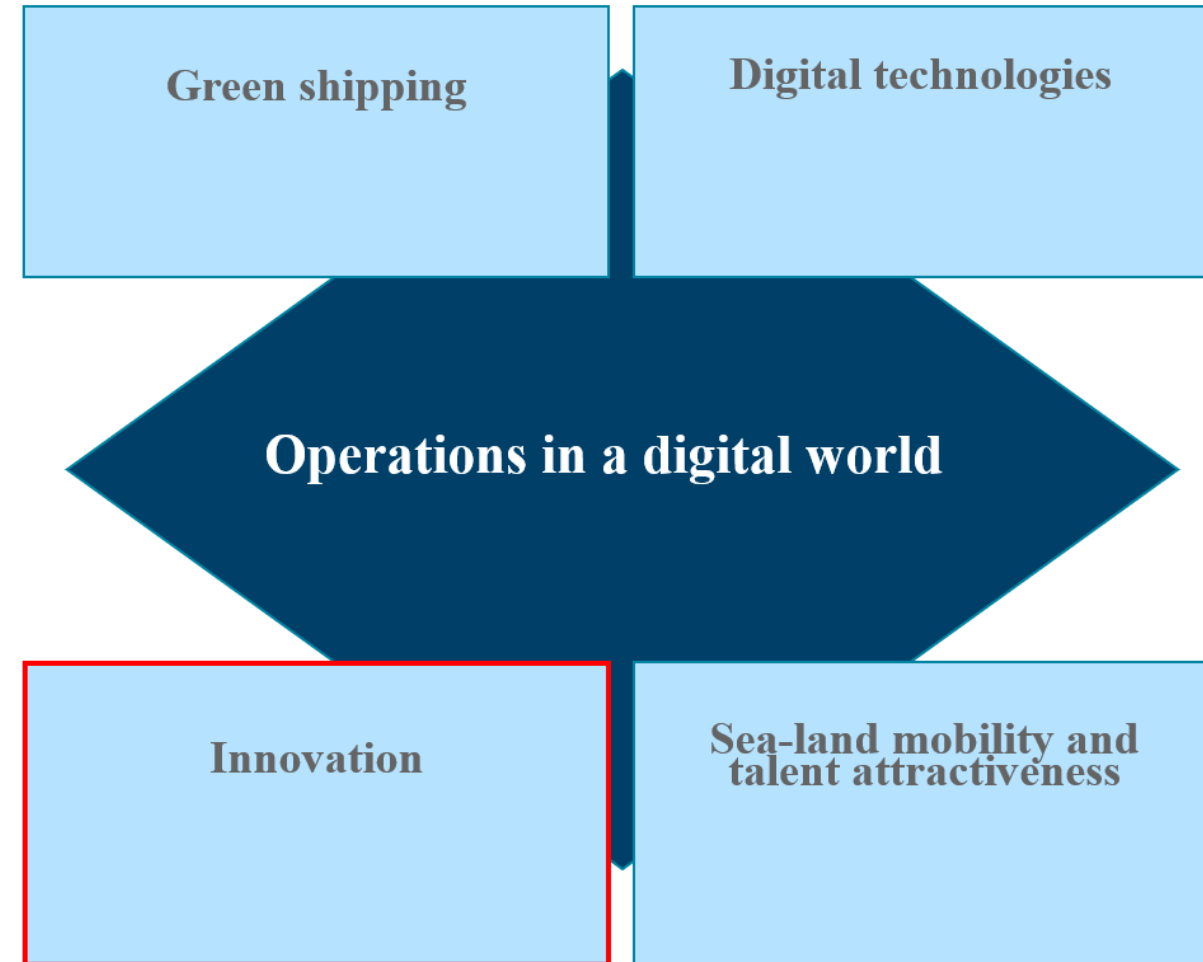 Green shipping
Digital technologies
Operations in a digital world
Innovation
Sea-land mobility and
talent attractiveness